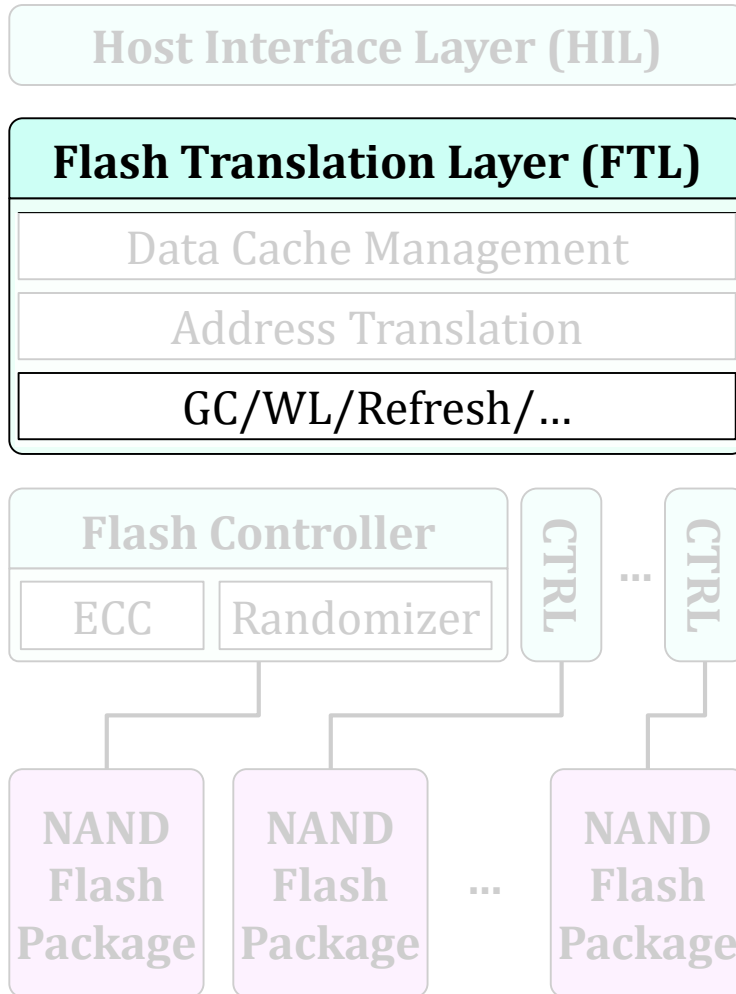 Host Interface Layer (HIL)
Flash Translation Layer (FTL)
Data Cache Management
Address Translation
GC/WL/Refresh/…
Flash Controller
ECC
Randomizer
CTRL
...
CTRL
NAND
Flash
Package
NAND
Flash
Package
...
NAND
Flash
Package